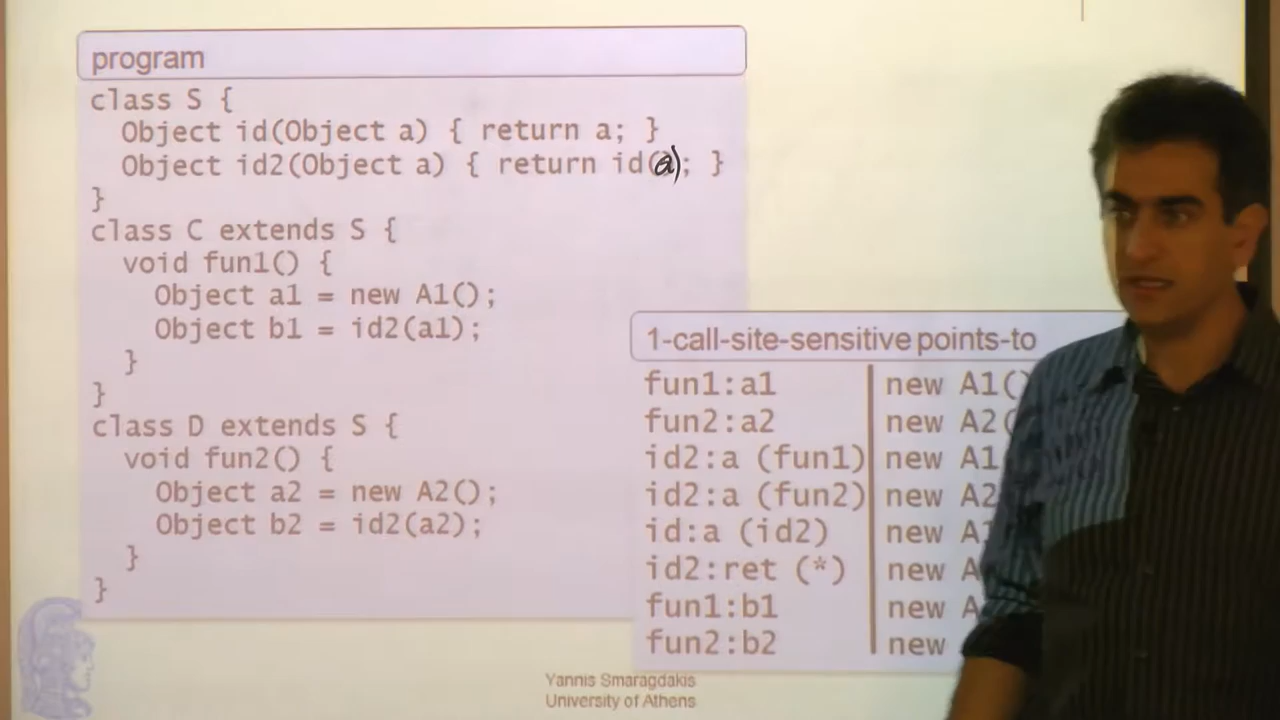 program
class S {
Object id(Object a) { return a; }
Object id2(Object a) { return id(a); }
}
class C extends S {
void fun1() {
Object a1 = new A1();
Object b1 = id2(a1);
}
}
class D extends S {
void fun2() {
Object a2 = new A2();
Object b2 = id2(a2);
}
}
1-call-site-sensitive points-to
fun1:a1 new A1()
fun2:a2 new A2(
id2:a (fun1) new A1
id2:a (fun2) new A2
id:a (id2) new
id2:ret (*) new
fun1:b1 new
fun2:b2 new
Yannis Smaragdakis
University of Athens